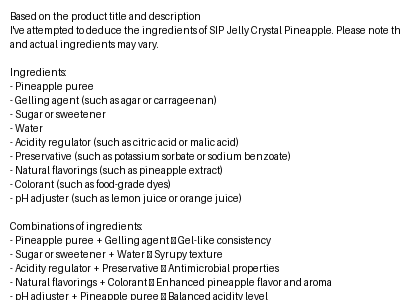 Based on the product title and description
I've attempted to deduce the ingredients of SIP Jelly Crystal Pineapple. Please note th
and actual ingredients may vary.
Ingredients:
- Pineapple puree
- Gelling agent (such as agar or carrageenan)
- Sugar or sweetener
- Water
- Acidity regulator (such as citric acid or malic acid)
- Preservative (such as potassium sorbate or sodium benzoate)
- Natural flavorings (such as pineapple extract)
- Colorant (such as food-grade dyes)
- pH adjuster (such as lemon juice or orange juice)
Combinations of ingredients:
- Pineapple puree + Gelling agent Gel-like consistency
- Sugar or sweetener + Water Syrupy texture
- Acidity regulator + Preservative Antimicrobial properties
- Natural flavorings + Colorant Enhanced pineapple flavor and aroma
- pH adjuster + Pineapple puree Balanced acidity level